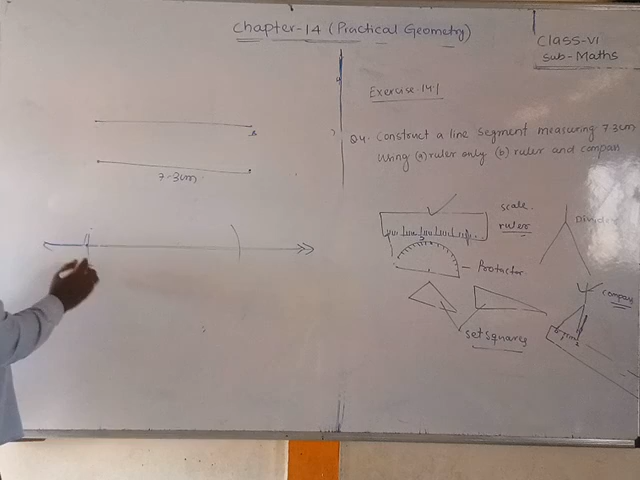 Chapter-14 (Practical Geometry)
Class-VI
Sub-Maths
Exercise-14.1
Q4. Construct a line segment measuring 7.3cm
using (a) ruler only (b) ruler and compass
7.3cm
scale.
ruler
Divider
Protactor
compass
set squares